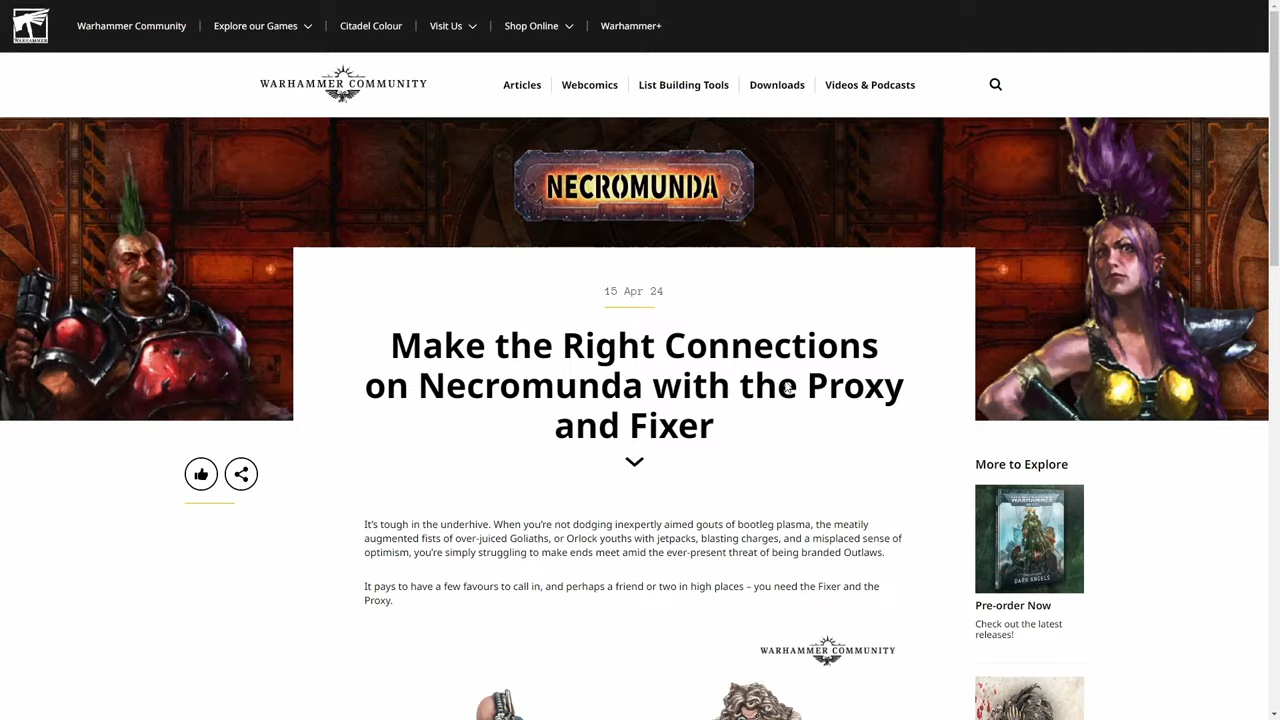 WARHAMMER
Warhammer Community
Explore our Games
Citadel Colour
Visit Us
Shop Online
Warhammer+
WARHAMMER COMMUNITY
Articles
Webcomics
List Building Tools
Downloads
Videos & Podcasts
NECROMUNDA
15 Apr 24
Make the Right Connections
on Necromunda with the Proxy
and Fixer
It's tough in the underhive. When you're not dodging inexpertly aimed gouts of bootleg plasma, the meatily
augmented fists of over-juiced Goliaths, or Orlock youths with jetpacks, blasting charges, and a misplaced sense of
optimism, you're simply struggling to make ends meet amid the ever-present threat of being branded Outlaws.
It pays to have a few favours to call in, and perhaps a friend or two in high places – you need the Fixer and the
Proxy.
WARHAMMER COMMUNITY
More to Explore
WARHAMMER
DARK ANGELS
Pre-order Now
Check out the latest
releases!